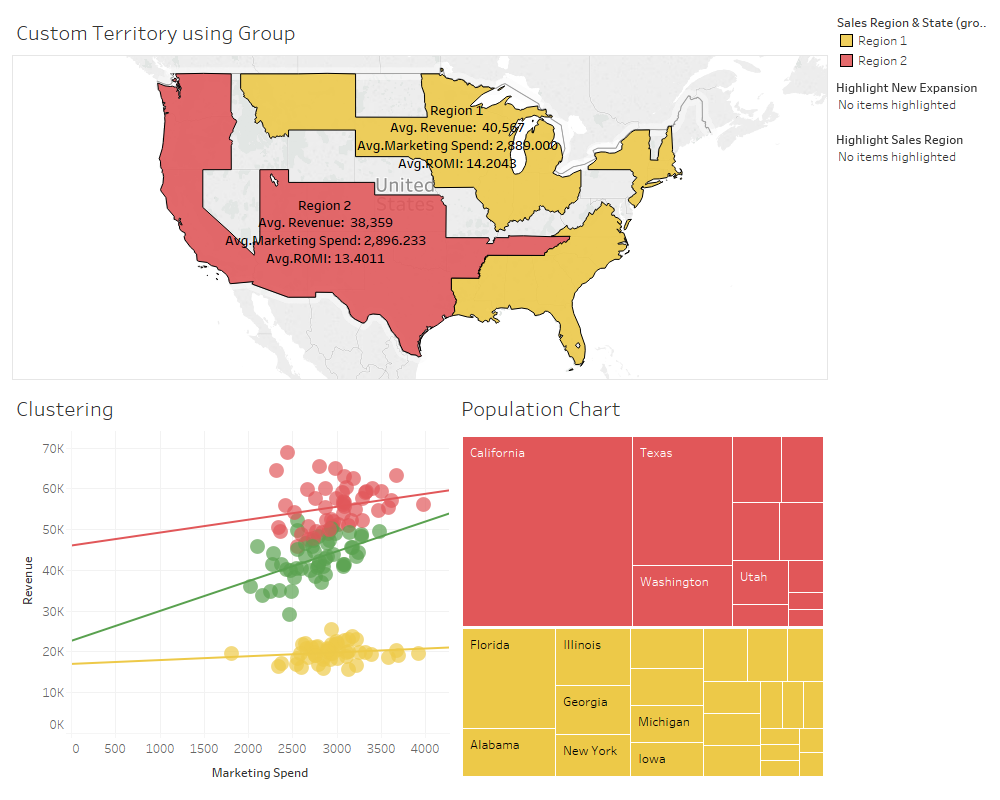 Custom Territory using Group
Sales Region & State (gro..
Region 1
Region 2
Highlight New Expansion
No items highlighted
Highlight Sales Region
No items highlighted
Region 1
Avg. Revenue: 40,567
Avg.Marketing Spend: 2,889.000
Avg.ROMI: 14.2043
United
States
Region 2
Avg. Revenue: 38,359
Avg.Marketing Spend: 2,896.233
Avg.ROMI: 13.4011
Clustering
70K
60K
50K
40K
30K
20K
10K
0K
Revenue
0 500 1000 1500 2000 2500 3000 3500 4000
Marketing Spend
Population Chart
California
Texas
Washington
Utah
Florida
Illinois
Georgia
Michigan
Alabama
New York
Iowa